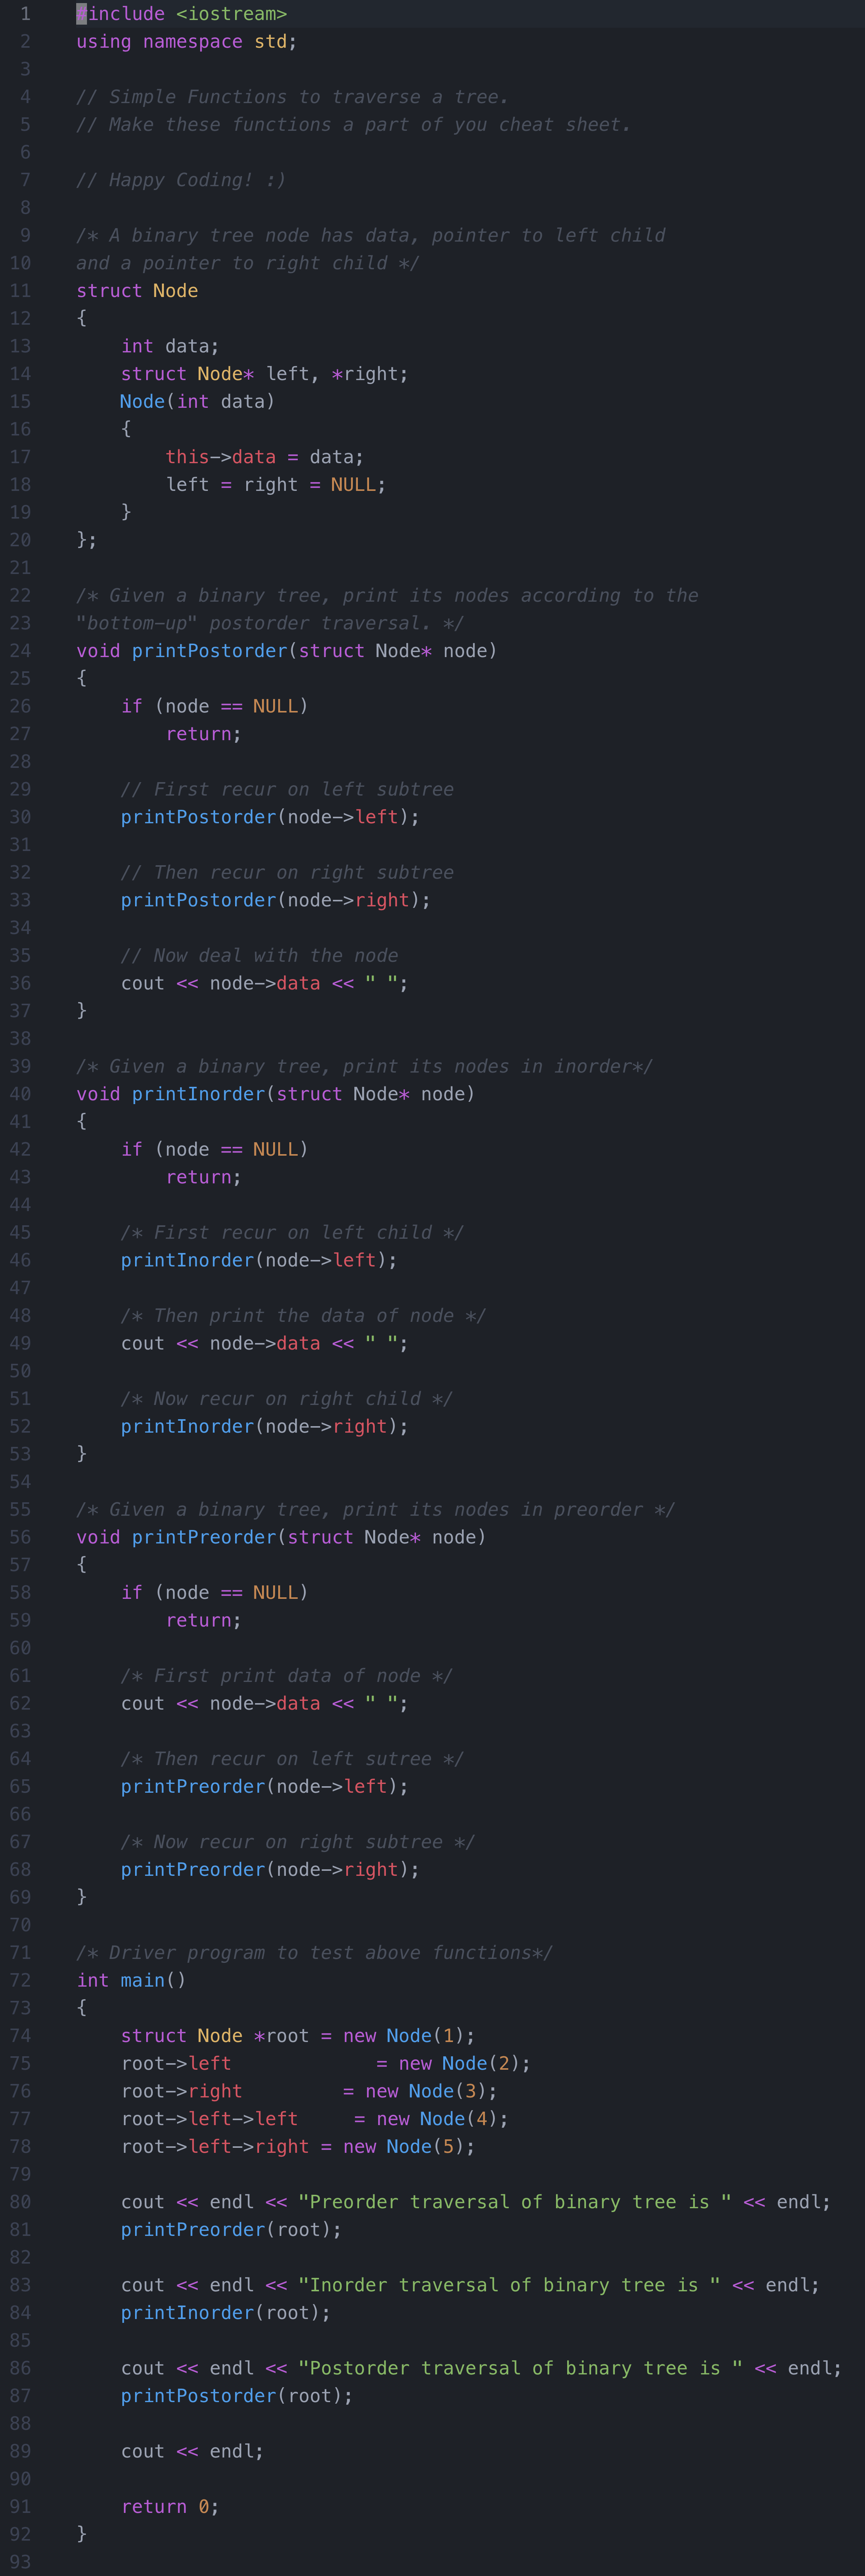 1 #include <iostream>
2 using namespace std;
3
4 // Simple Functions to traverse a tree.
5 // Make these functions a part of you cheat sheet.
6
7 // Happy Coding! :)
8
9 /* A binary tree node has data, pointer to left child
10 and a pointer to right child */
11 struct Node
12 {
13     int data;
14     struct Node* left, *right;
15     Node(int data)
16     {
17         this->data = data;
18         left = right = NULL;
19     }
20 };
21
22 /* Given a binary tree, print its nodes according to the
23 "bottom-up" postorder traversal. */
24 void printPostorder(struct Node* node)
25 {
26     if (node == NULL)
27         return;
28
29     // First recur on left subtree
30     printPostorder(node->left);
31
32     // Then recur on right subtree
33     printPostorder(node->right);
34
35     // Now deal with the node
36     cout << node->data << " ";
37 }
38
39 /* Given a binary tree, print its nodes in inorder*/
40 void printInorder(struct Node* node)
41 {
42     if (node == NULL)
43         return;
44
45     /* First recur on left child */
46     printInorder(node->left);
47
48     /* Then print the data of node */
49     cout << node->data << " ";
50
51     /* Now recur on right child */
52     printInorder(node->right);
53 }
54
55 /* Given a binary tree, print its nodes in preorder */
56 void printPreorder(struct Node* node)
57 {
58     if (node == NULL)
59         return;
60
61     /* First print data of node */
62     cout << node->data << " ";
63
64     /* Then recur on left sutree */
65     printPreorder(node->left);
66
67     /* Now recur on right subtree */
68     printPreorder(node->right);
69 }
70
71 /* Driver program to test above functions*/
72 int main()
73 {
74     struct Node *root = new Node(1);
75     root->left             = new Node(2);
76     root->right         = new Node(3);
77     root->left->left     = new Node(4);
78     root->left->right = new Node(5);
79
80     cout << endl << "Preorder traversal of binary tree is " << endl;
81     printPreorder(root);
82
83     cout << endl << "Inorder traversal of binary tree is " << endl;
84     printInorder(root);
85
86     cout << endl << "Postorder traversal of binary tree is " << endl;
87     printPostorder(root);
88
89     cout << endl;
90
91     return 0;
92 }
93